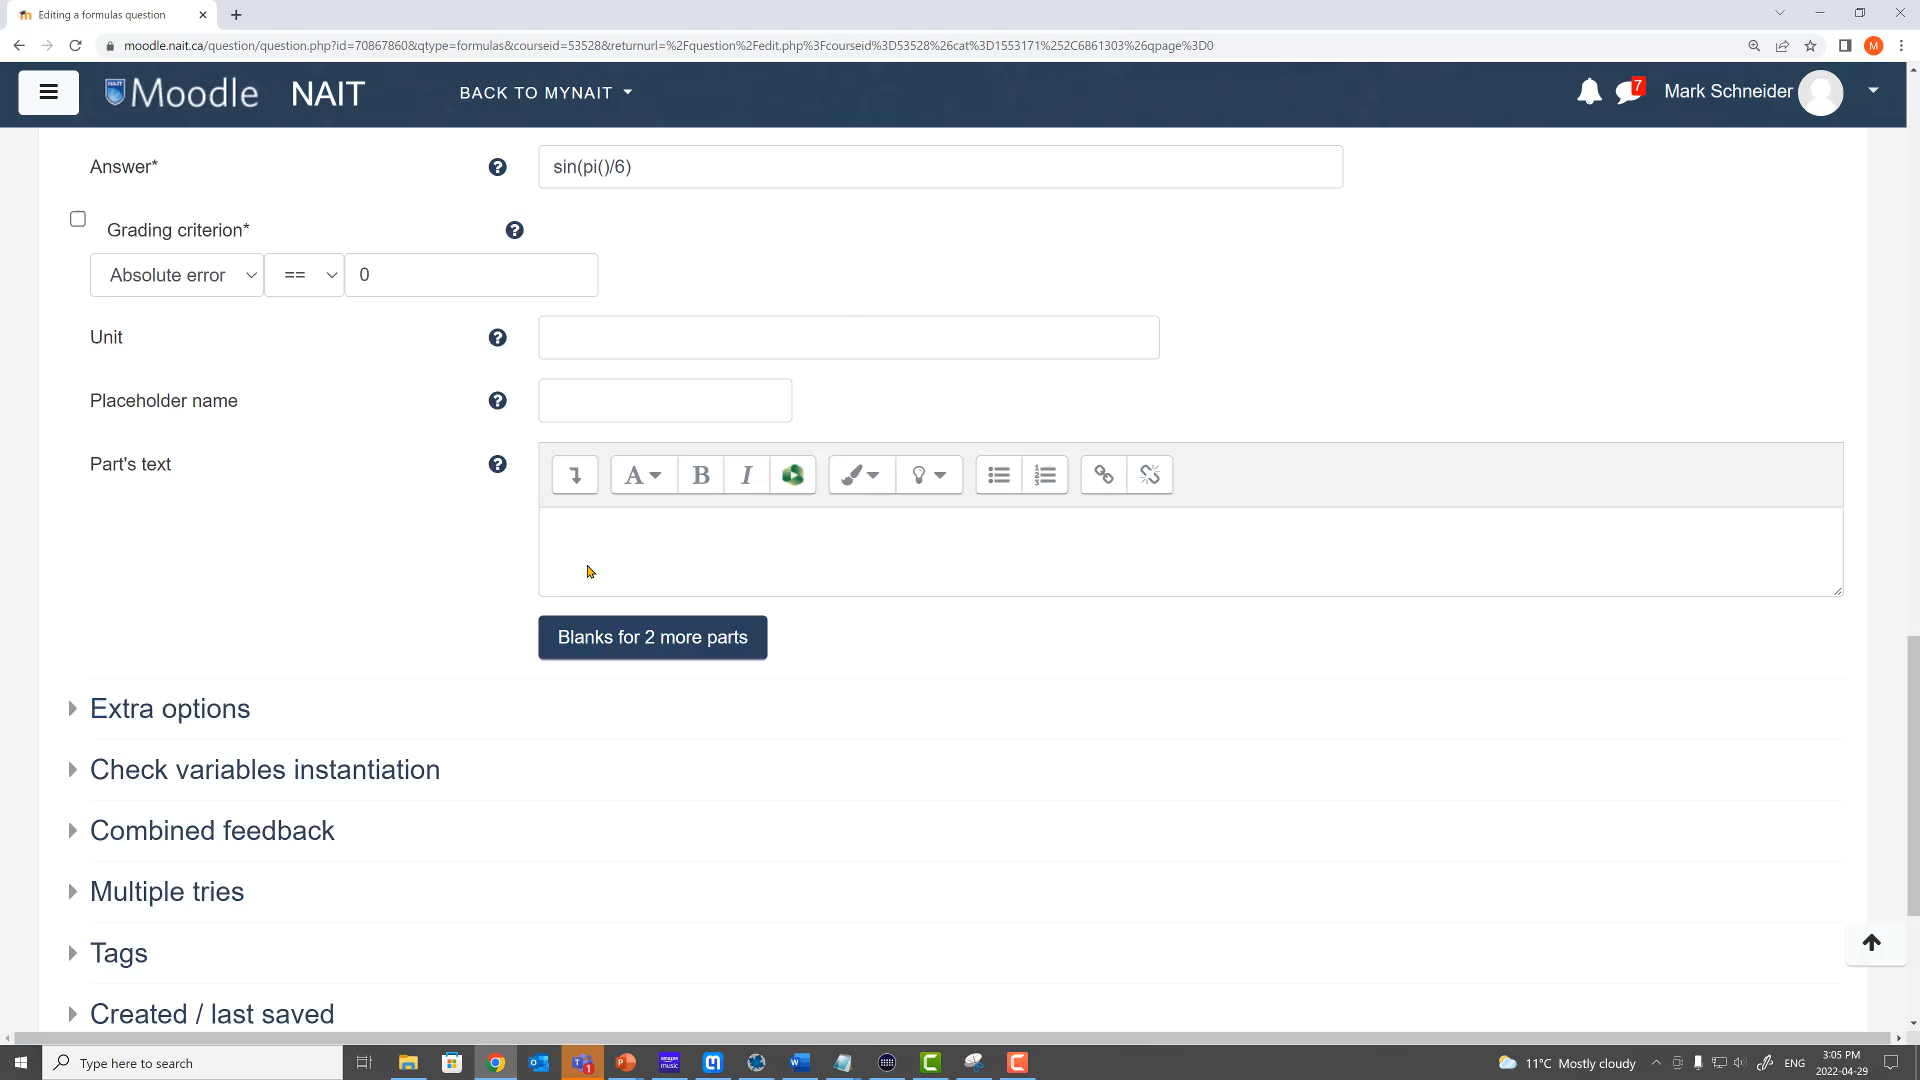 Editing a formulas question
moodle.nait.ca/question/question.php?id=70867860&qtype=formulas&courseid=53528&returnurl=%2Fquestion%2Fedit.php%3Fcourseid%3D53528%26cat%3D1553171%252C6861303%26qpage%3D0
M
NAIT
Moodle
NAIT
BACK TO MYNAIT
7
Mark Schneider
Answer*
sin(pi()/6)
Grading criterion*
Absolute error
==
0
Unit
Placeholder name
Part's text
A
B
I
Blanks for 2 more parts
Extra options
Check variables instantiation
Combined feedback
Multiple tries
Tags
Created / last saved
Type here to search
11°C Mostly cloudy
ENG
3:05 PM
2022-04-29